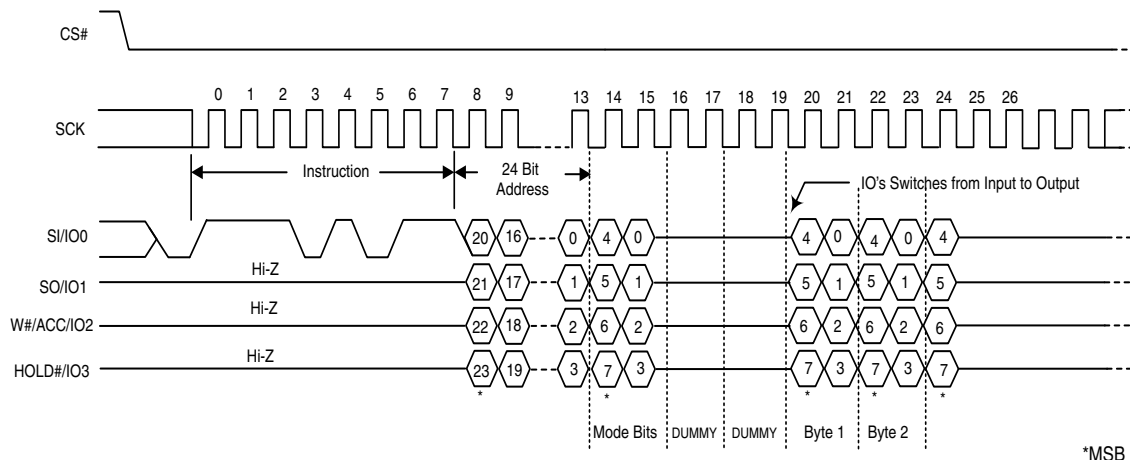 CS#
0 1 2 3 4 5 6 7 8 9 13 14 15 16 17 18 19 20 21 22 23 24 25 26
SCK
Instruction
24 Bit
Address
IO's Switches from Input to Output
SI/IO0 20 16 0 4 0 4 0 4 0 4
Hi-Z
SO/IO1 21 17 1 5 1 5 1 5 1 5
Hi-Z
W#/ACC/IO2 22 18 2 6 2 6 2 6 2 6
Hi-Z
HOLD#/IO3 23 19 3 7 3 7 3 7 3 7
* * * * *
Mode Bits DUMMY DUMMY Byte 1 Byte 2
*MSB